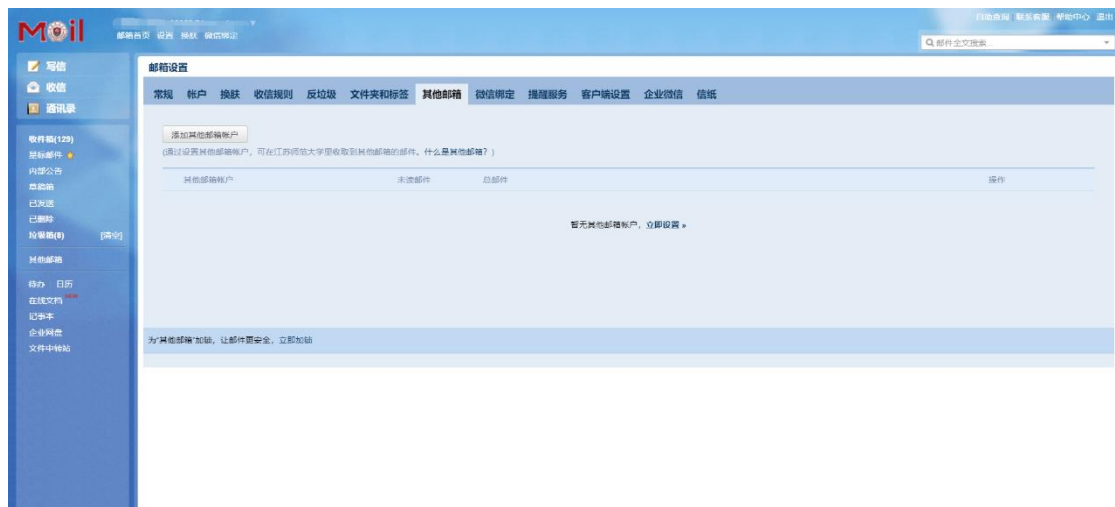 自助查询 联系客服 帮助中心 退出
Mail
邮箱首页 设置 换肤 微信绑定
邮件全文搜索...
写信
收信
通讯录
收件箱(129)
星标邮件
内部公告
草稿箱
已发送
已删除
垃圾箱(8) [清空]
其他邮箱
待办 日历
在线文档
记事本
企业网盘
文件中转站
邮箱设置
常规 帐户 换肤 收信规则 反垃圾 文件夹和标签 其他邮箱 微信绑定 提醒服务 客户端设置 企业微信 信纸
添加其他邮箱帐户
(通过设置其他邮箱帐户，可在江苏师范大学里收取到其他邮箱的邮件。什么是其他邮箱？)
其他邮箱帐户 未读邮件 总邮件 操作
暂无其他邮箱帐户，立即设置 »
为"其他邮箱"加锁，让邮件更安全。立即加锁